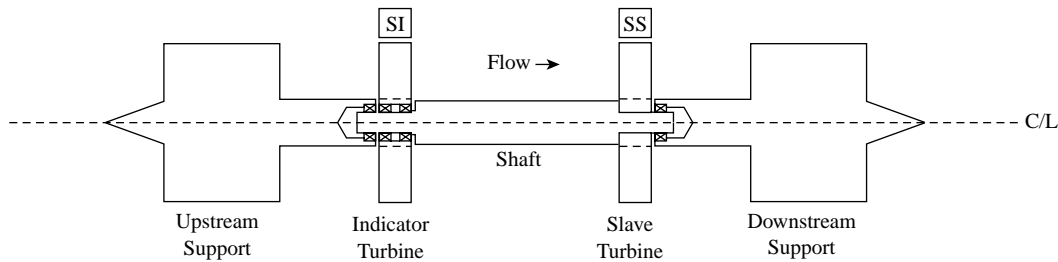 SI
SS
Flow
C/L
Shaft
Upstream
Support
Indicator
Turbine
Slave
Turbine
Downstream
Support